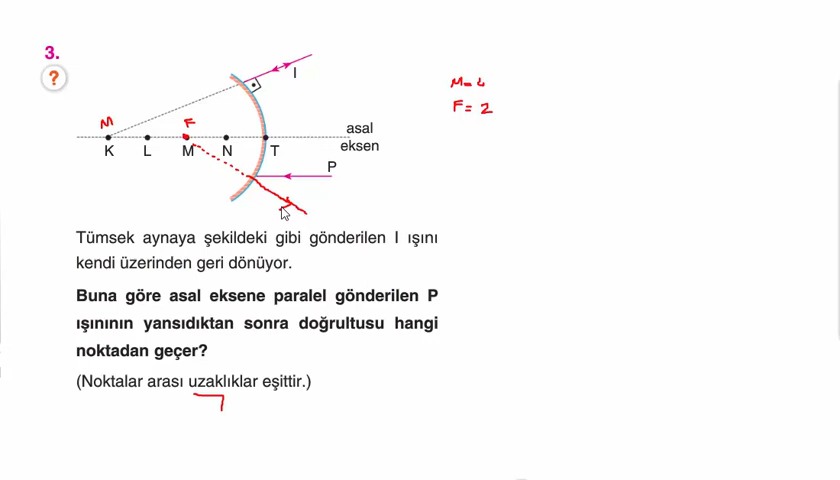 3.
?
I
M = 4
F = 2
M
F
asal
eksen
K L M N T
P
Tümsek aynaya şekildeki gibi gönderilen I ışını
kendi üzerinden geri dönüyor.
Buna göre asal eksene paralel gönderilen P
ışınının yansıdıktan sonra doğrultusu hangi
noktadan geçer?
(Noktalar arası uzaklıklar eşittir.)